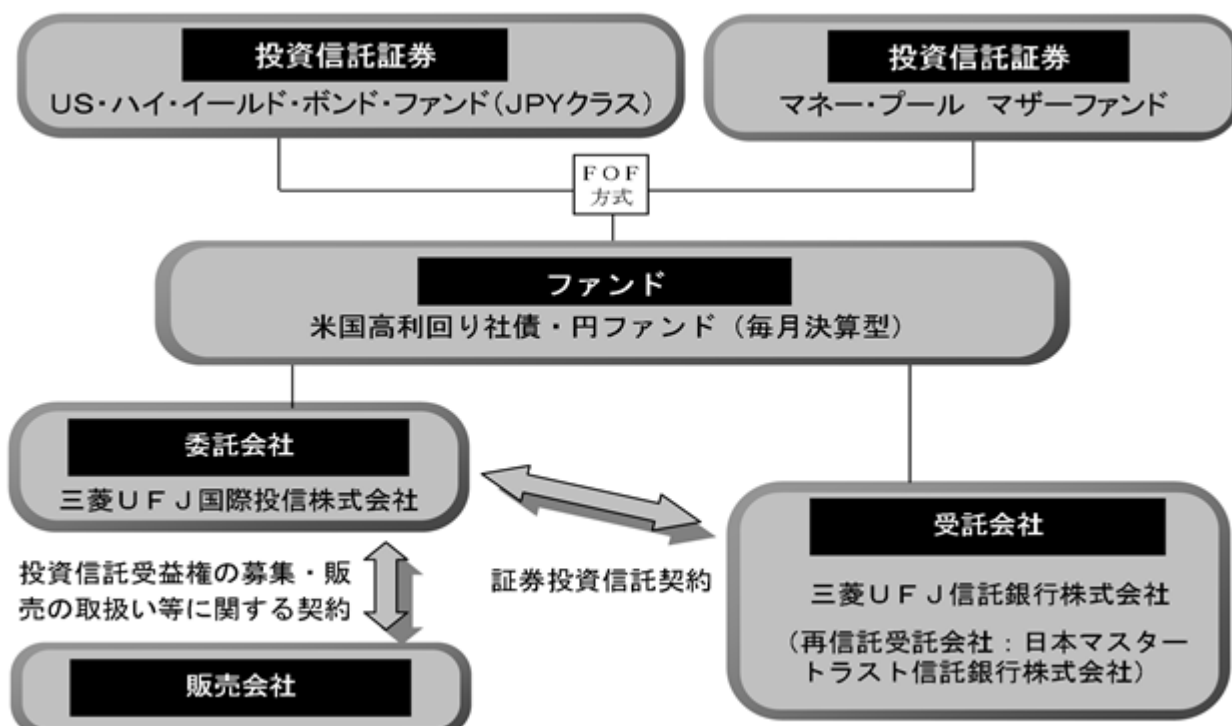 投資信託証券
US・ハイ・イールド・ボンド・ファンド（JPYクラス）
投資信託証券
マネー・プール　マザーファンド
ＦＯＦ
方式
ファンド
米国高利回り社債・円ファンド（毎月決算型）
委託会社
三菱ＵＦＪ国際投信株式会社
受託会社
三菱ＵＦＪ信託銀行株式会社
（再信託受託会社：日本マスター
トラスト信託銀行株式会社）
証券投資信託契約
投資信託受益権の募集・販
売の取扱い等に関する契約
販売会社